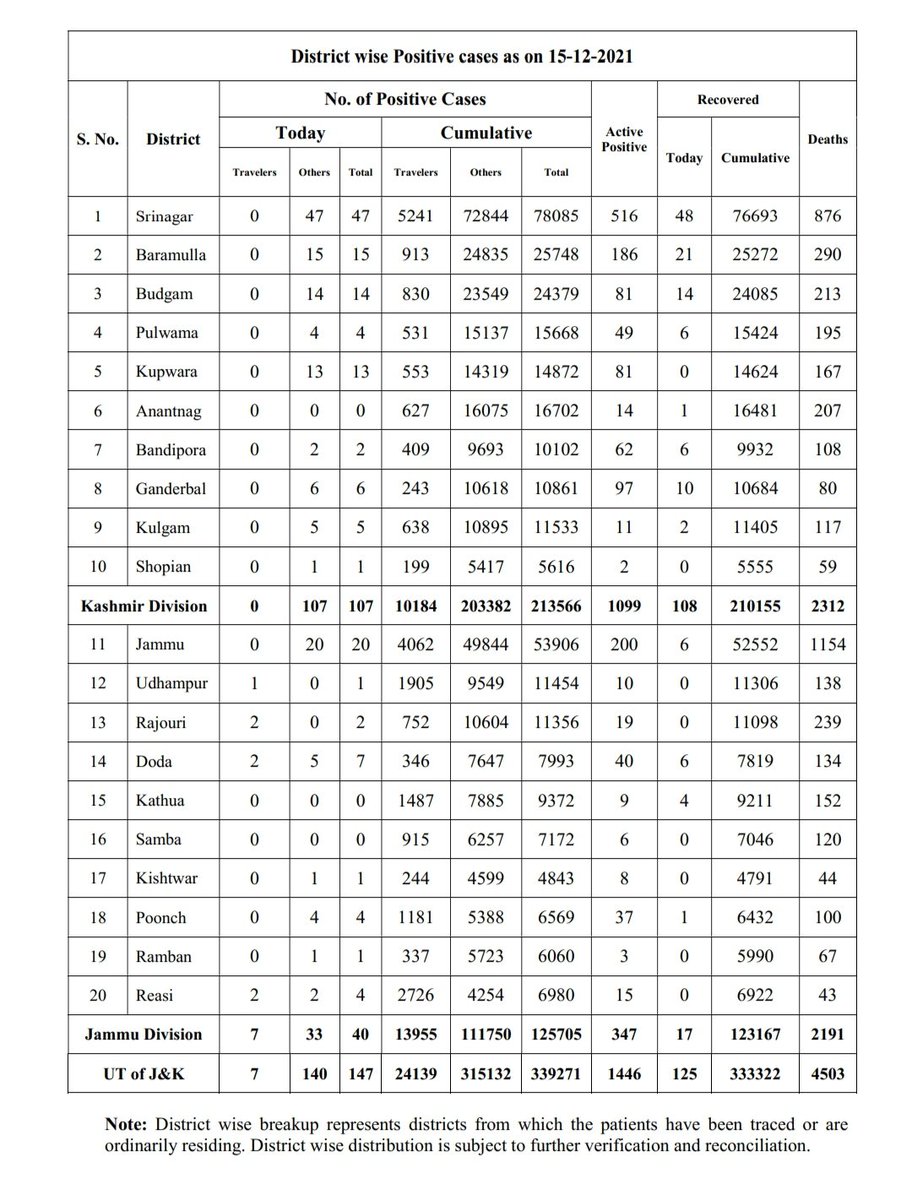 District wise Positive cases as on 15-12-2021
S. No. District No. of Positive Cases Active Positive Recovered Deaths
Today Cumulative Today Cumulative
Travelers Others Total Travelers Others Total
1 Srinagar 0 47 47 5241 72844 78085 516 48 76693 876
2 Baramulla 0 15 15 913 24835 25748 186 21 25272 290
3 Budgam 0 14 14 830 23549 24379 81 14 24085 213
4 Pulwama 0 4 4 531 15137 15668 49 6 15424 195
5 Kupwara 0 13 13 553 14319 14872 81 0 14624 167
6 Anantnag 0 0 0 627 16075 16702 14 1 16481 207
7 Bandipora 0 2 2 409 9693 10102 62 6 9932 108
8 Ganderbal 0 6 6 243 10618 10861 97 10 10684 80
9 Kulgam 0 5 5 638 10895 11533 11 2 11405 117
10 Shopian 0 1 1 199 5417 5616 2 0 5555 59
Kashmir Division 0 107 107 10184 203382 213566 1099 108 210155 2312
11 Jammu 0 20 20 4062 49844 53906 200 6 52552 1154
12 Udhampur 1 0 1 1905 9549 11454 10 0 11306 138
13 Rajouri 2 0 2 752 10604 11356 19 0 11098 239
14 Doda 2 5 7 346 7647 7993 40 6 7819 134
15 Kathua 0 0 0 1487 7885 9372 9 4 9211 152
16 Samba 0 0 0 915 6257 7172 6 0 7046 120
17 Kishtwar 0 1 1 244 4599 4843 8 0 4791 44
18 Poonch 0 4 4 1181 5388 6569 37 1 6432 100
19 Ramban 0 1 1 337 5723 6060 3 0 5990 67
20 Reasi 2 2 4 2726 4254 6980 15 0 6922 43
Jammu Division 7 33 40 13955 111750 125705 347 17 123167 2191
UT of J&K 7 140 147 24139 315132 339271 1446 125 333322 4503
Note: District wise breakup represents districts from which the patients have been traced or are
ordinarily residing. District wise distribution is subject to further verification and reconciliation.